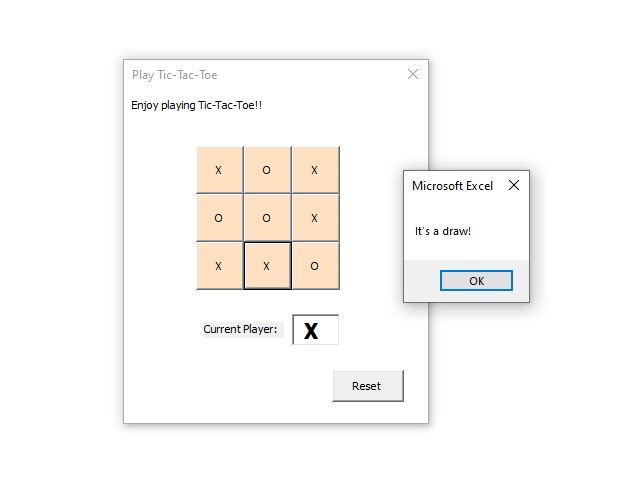 Play Tic-Tac-Toe
Enjoy playing Tic-Tac-Toe!!
X O X
O O X
X X O
Current Player: X
Reset
Microsoft Excel
It's a draw!
OK